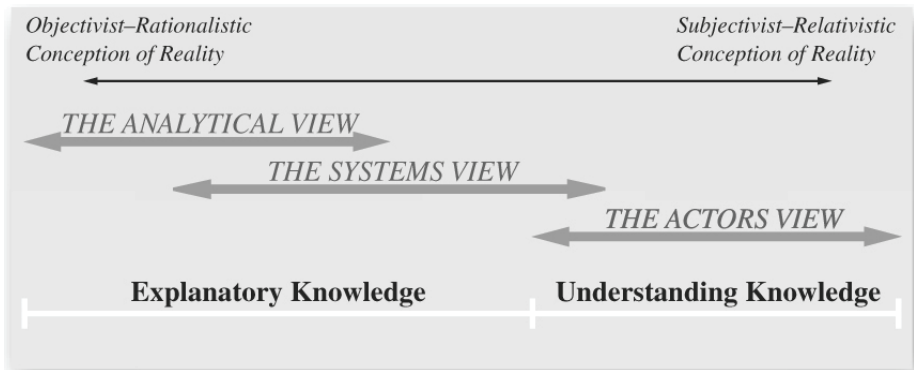 Objectivist–Rationalistic
Conception of Reality
Subjectivist–Relativistic
Conception of Reality
THE ANALYTICAL VIEW
THE SYSTEMS VIEW
THE ACTORS VIEW
Explanatory Knowledge
Understanding Knowledge